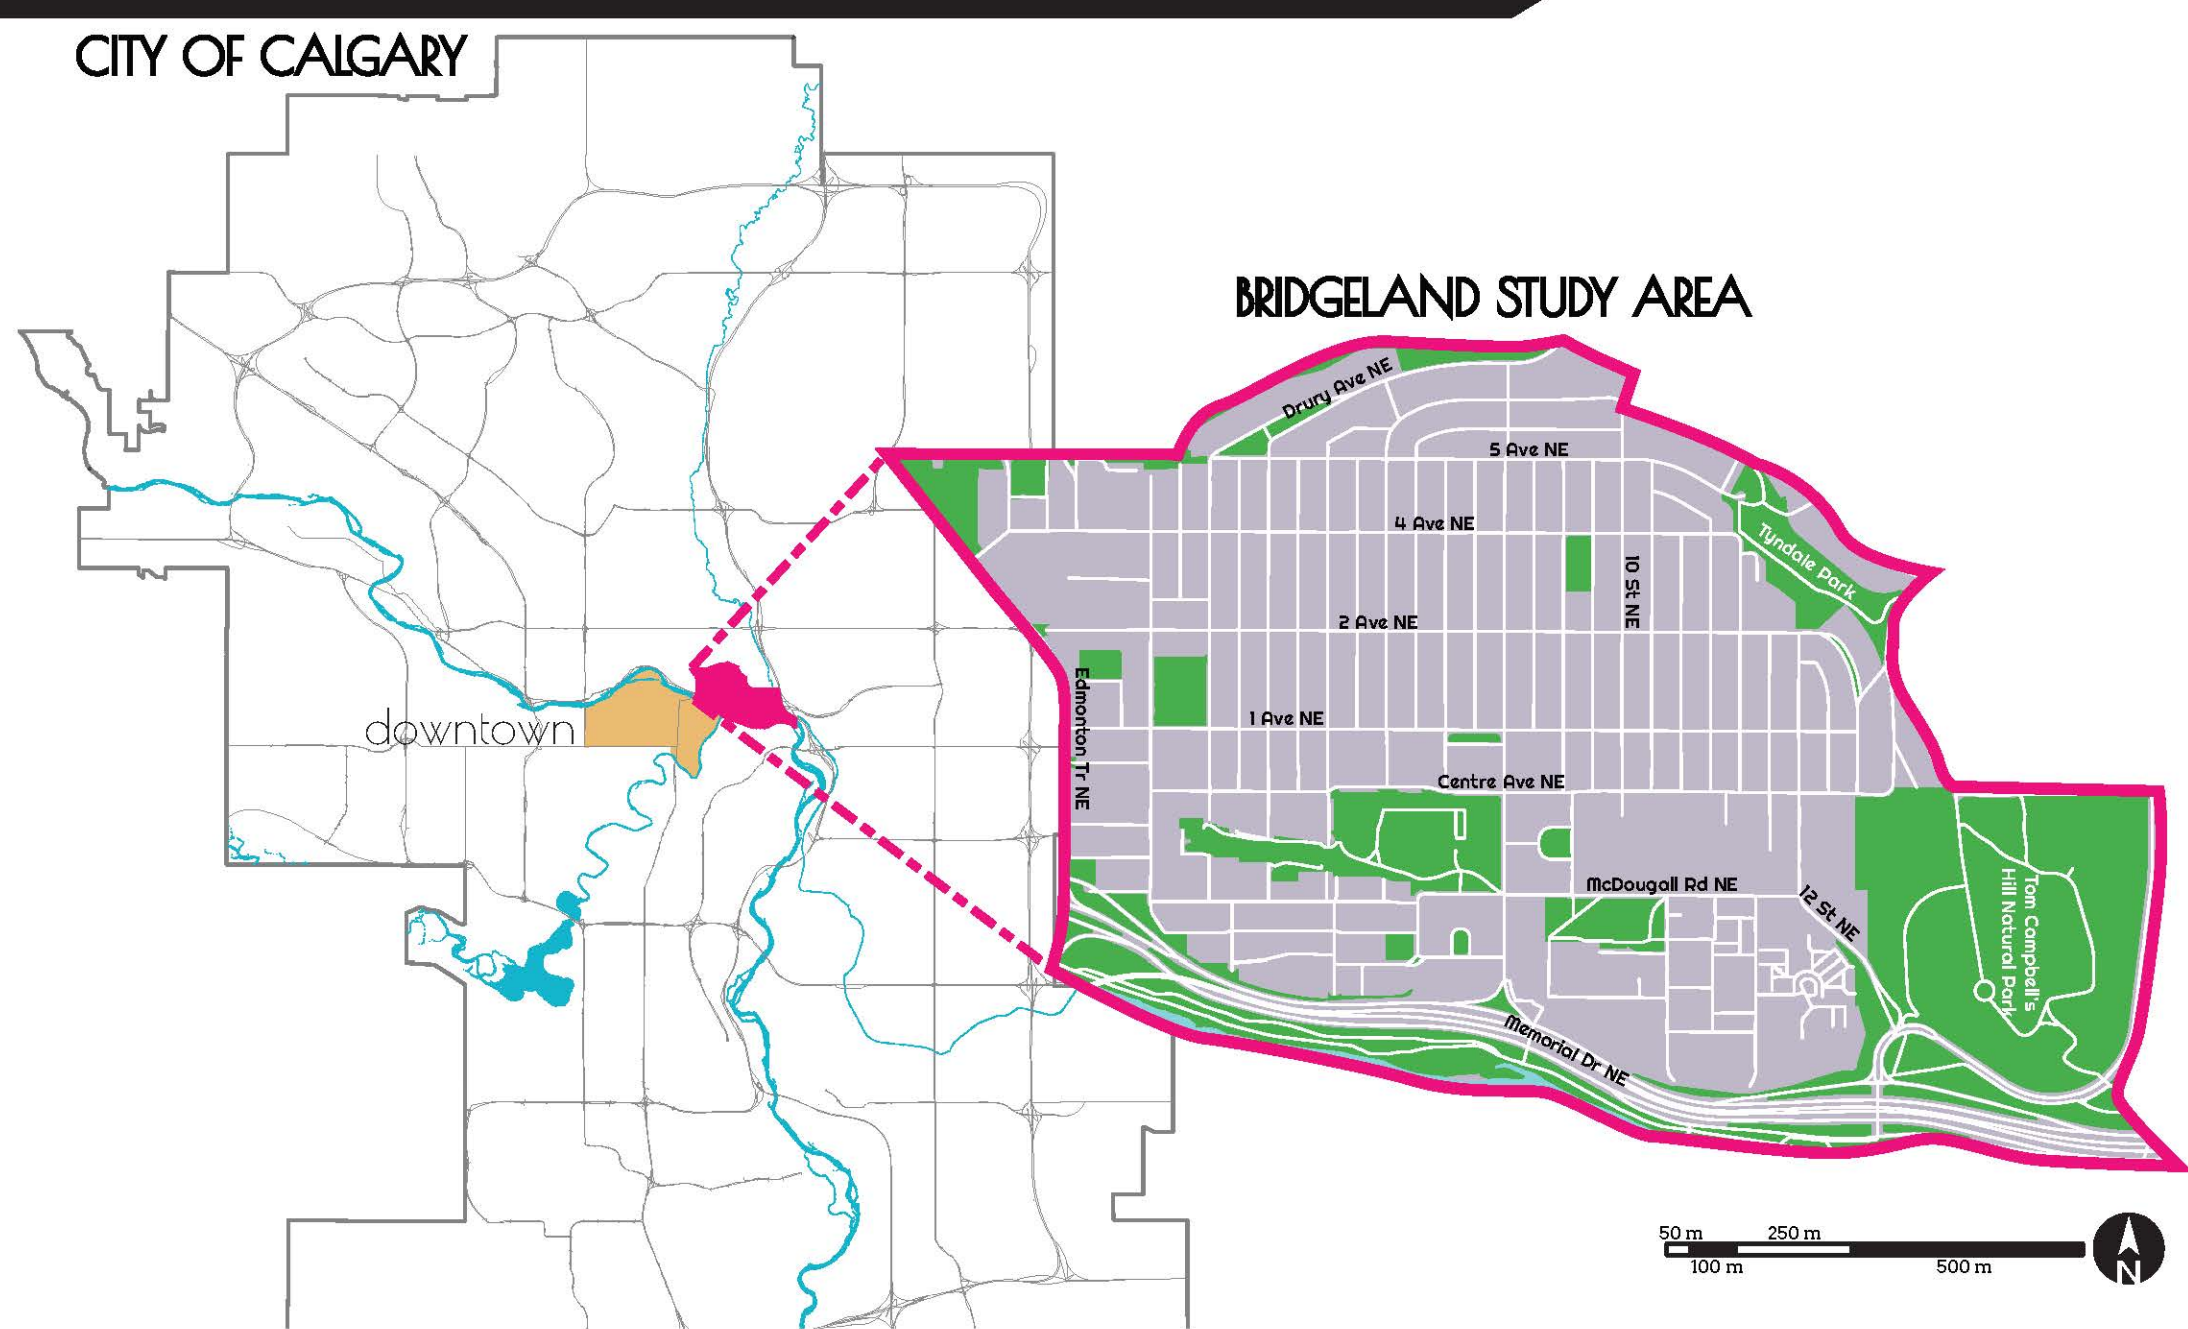 CITY OF CALGARY
BRIDGELAND STUDY AREA
Drury Ave NE
5 Ave NE
4 Ave NE
Tyndale Park
10 St NE
2 Ave NE
Edmonton Tr NE
1 Ave NE
downtown
Centre Ave NE
McDougall Rd NE
12 St NE
Tom Campbell's
Hill Natural Park
Memorial Dr NE
50 m
250 m
100 m
500 m
N